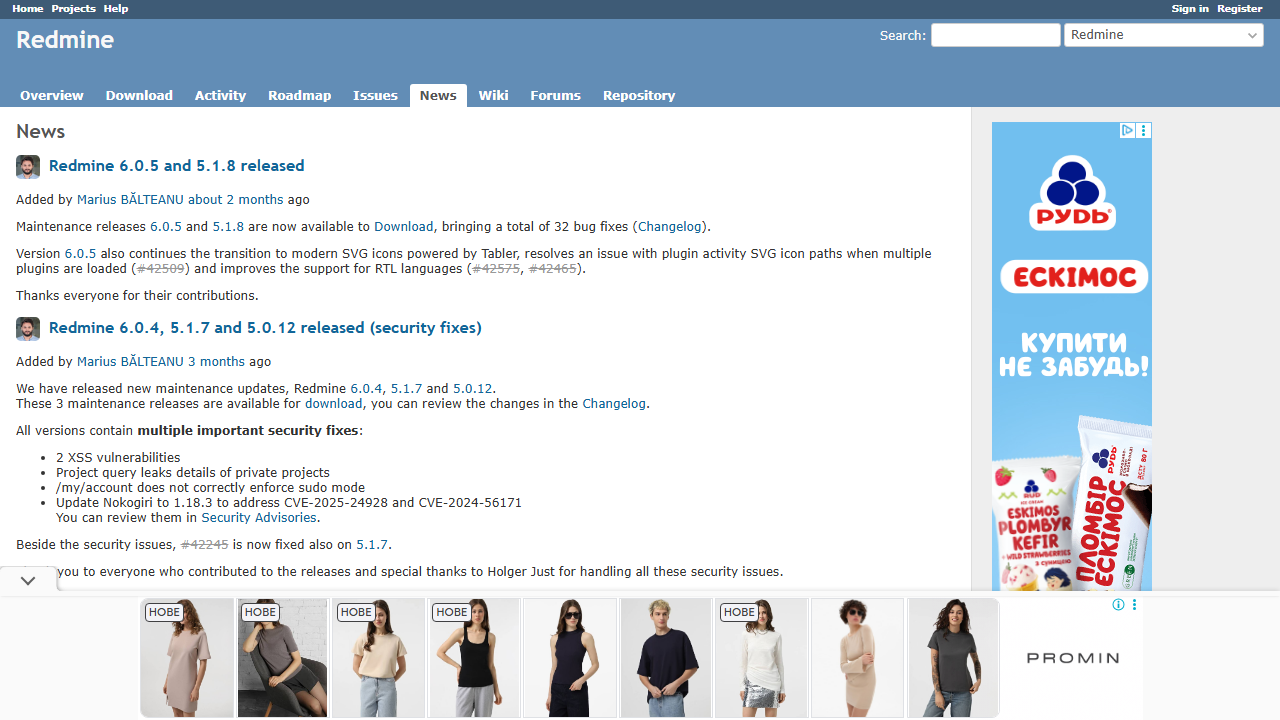 Home Projects Help
Sign in Register
Redmine
Search:
Redmine
Overview Download Activity Roadmap Issues News Wiki Forums Repository
News
Redmine 6.0.5 and 5.1.8 released
Added by Marius BĂLTEANU about 2 months ago
Maintenance releases 6.0.5 and 5.1.8 are now available to Download, bringing a total of 32 bug fixes (Changelog).
Version 6.0.5 also continues the transition to modern SVG icons powered by Tabler, resolves an issue with plugin activity SVG icon paths when multiple
plugins are loaded (#42509) and improves the support for RTL languages (#42575, #42465).
Thanks everyone for their contributions.
Redmine 6.0.4, 5.1.7 and 5.0.12 released (security fixes)
Added by Marius BĂLTEANU 3 months ago
We have released new maintenance updates, Redmine 6.0.4, 5.1.7 and 5.0.12.
These 3 maintenance releases are available for download, you can review the changes in the Changelog.
All versions contain multiple important security fixes:
• 2 XSS vulnerabilities
• Project query leaks details of private projects
• /my/account does not correctly enforce sudo mode
• Update Nokogiri to 1.18.3 to address CVE-2025-24928 and CVE-2024-56171
You can review them in Security Advisories.
Beside the security issues, #42245 is now fixed also on 5.1.7.
you to everyone who contributed to the releases and special thanks to Holger Just for handling all these security issues.
РУДЬ
ЕСКІМОС
КУПИТИ
НЕ ЗАБУДЬ!
RUD
ESKIMOS
PLOMBYR
KEFIR
+ WILD STRAWBERRIES
З СУНИЦЕЮ
РУДЬ
ПЛОМБІР
ЕСКІМОС
НОВЕ НОВЕ НОВЕ НОВЕ НОВЕ
PROMIN